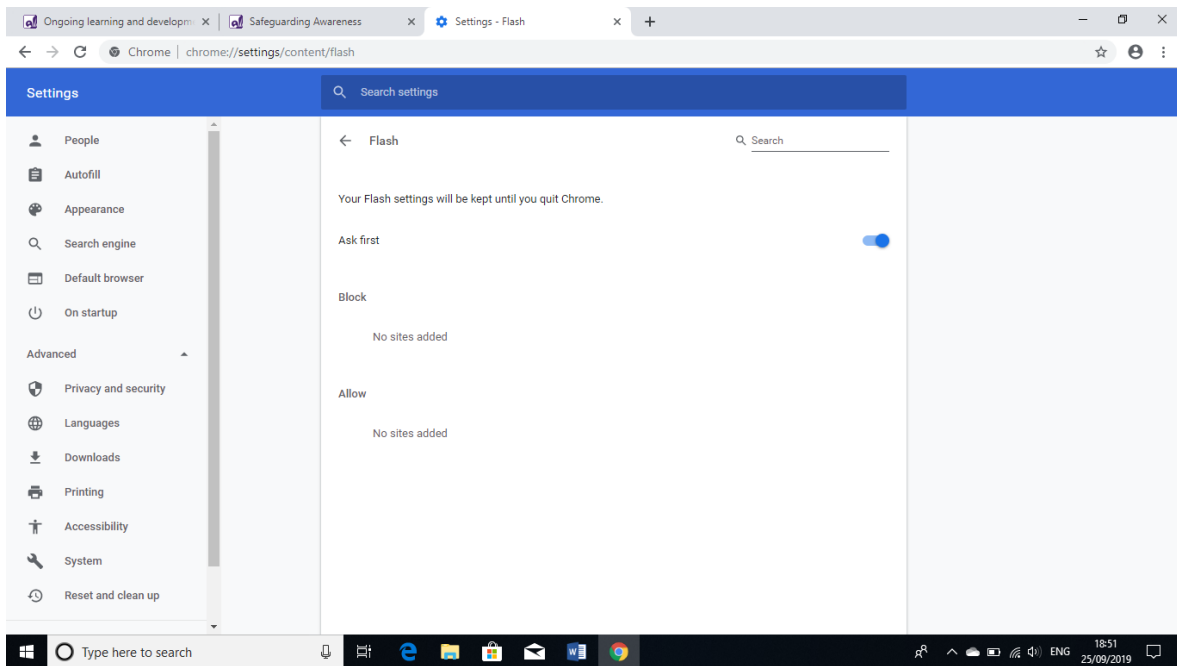 Ongoing learning and developme
Safeguarding Awareness
Settings - Flash
Chrome | chrome://settings/content/flash
Settings
Search settings
People
Autofill
Appearance
Search engine
Default browser
On startup
Advanced
Privacy and security
Languages
Downloads
Printing
Accessibility
System
Reset and clean up
Flash
Search
Your Flash settings will be kept until you quit Chrome.
Ask first
Block
No sites added
Allow
No sites added
Type here to search
ENG
18:51
25/09/2019